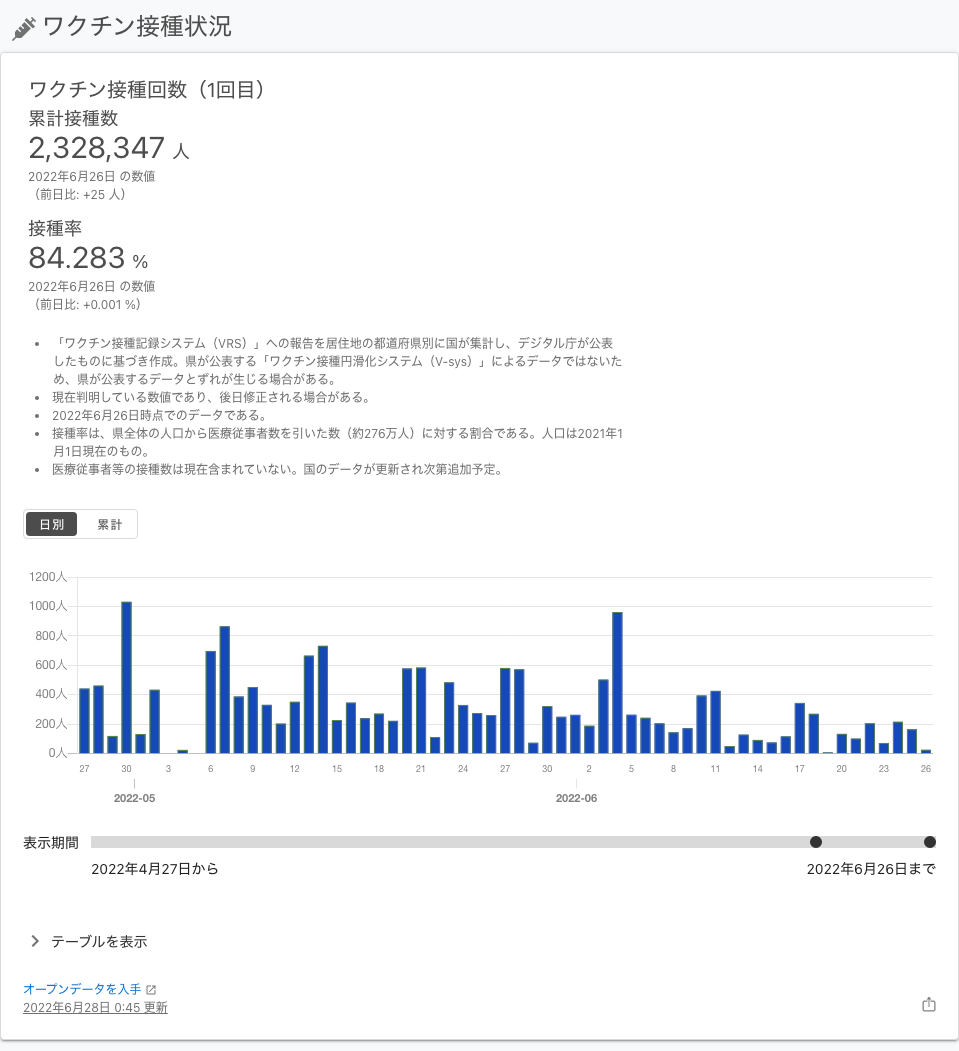 ワクチン接種状況
ワクチン接種回数（1回目）
累計接種数
2,328,347 人
2022年6月26日 の数値
（前日比: +25 人）
接種率
84.283 %
2022年6月26日 の数値
（前日比: +0.001 %）
• 「ワクチン接種記録システム（VRS）」への報告を居住地の都道府県別に国が集計し、デジタル庁が公表
したものに基づき作成。県が公表する「ワクチン接種円滑化システム（V-sys）」によるデータではないた
め、県が公表するデータとずれが生じる場合がある。
• 現在判明している数値であり、後日修正される場合がある。
• 2022年6月26日時点でのデータである。
• 接種率は、県全体の人口から医療従事者数を引いた数（約276万人）に対する割合である。人口は2021年1
月1日現在のもの。
• 医療従事者等の接種数は現在含まれていない。国のデータが更新され次第追加予定。
日別 累計
1200人
1000人
800人
600人
400人
200人
0人
27 30 3 6 9 12 15 18 21 24 27 30 2 5 8 11 14 17 20 23 26
2022-05 2022-06
表示期間
2022年4月27日から 2022年6月26日まで
テーブルを表示
オープンデータを入手
2022年6月28日 0:45 更新